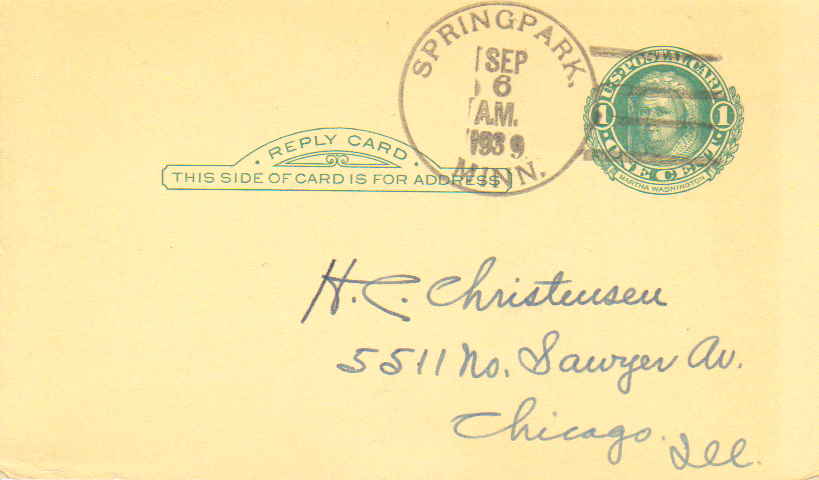 SPRINGPARK,
SEP
6
A.M.
1939
MINN.
U.S. POSTAL CARD
1 1
ONE CENT
MARTHA WASHINGTON
REPLY CARD
THIS SIDE OF CARD IS FOR ADDRESS
H. C. Christensen
5511 No. Sawyer Av.
Chicago.
Ill.